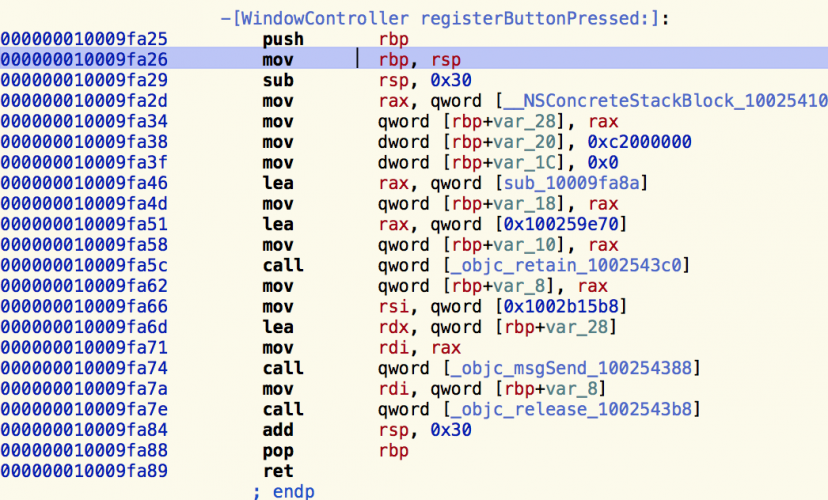 -[WindowController registerButtonPressed:]:
000000010009fa25 push rbp
000000010009fa26 mov rbp, rsp
000000010009fa29 sub rsp, 0x30
000000010009fa2d mov rax, qword [__NSConcreteStackBlock_10025410
000000010009fa34 mov qword [rbp+var_28], rax
000000010009fa38 mov dword [rbp+var_20], 0xc2000000
000000010009fa3f mov dword [rbp+var_1C], 0x0
000000010009fa46 lea rax, qword [sub_10009fa8a]
000000010009fa4d mov qword [rbp+var_18], rax
000000010009fa51 lea rax, qword [0x100259e70]
000000010009fa58 mov qword [rbp+var_10], rax
000000010009fa5c call qword [_objc_retain_1002543c0]
000000010009fa62 mov qword [rbp+var_8], rax
000000010009fa66 mov rsi, qword [0x1002b15b8]
000000010009fa6d lea rdx, qword [rbp+var_28]
000000010009fa71 mov rdi, rax
000000010009fa74 call qword [_objc_msgSend_100254388]
000000010009fa7a mov rdi, qword [rbp+var_8]
000000010009fa7e call qword [_objc_release_1002543b8]
000000010009fa84 add rsp, 0x30
000000010009fa88 pop rbp
000000010009fa89 ret
; endp